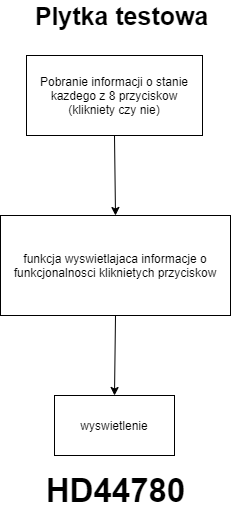 Plytka testowa
Pobranie informacji o stanie
kazdego z 8 przyciskow
(klikniety czy nie)
funkcja wyswietlajaca informacje o
funkcjonalnosci kliknietych przyciskow
wyswietlenie
HD44780